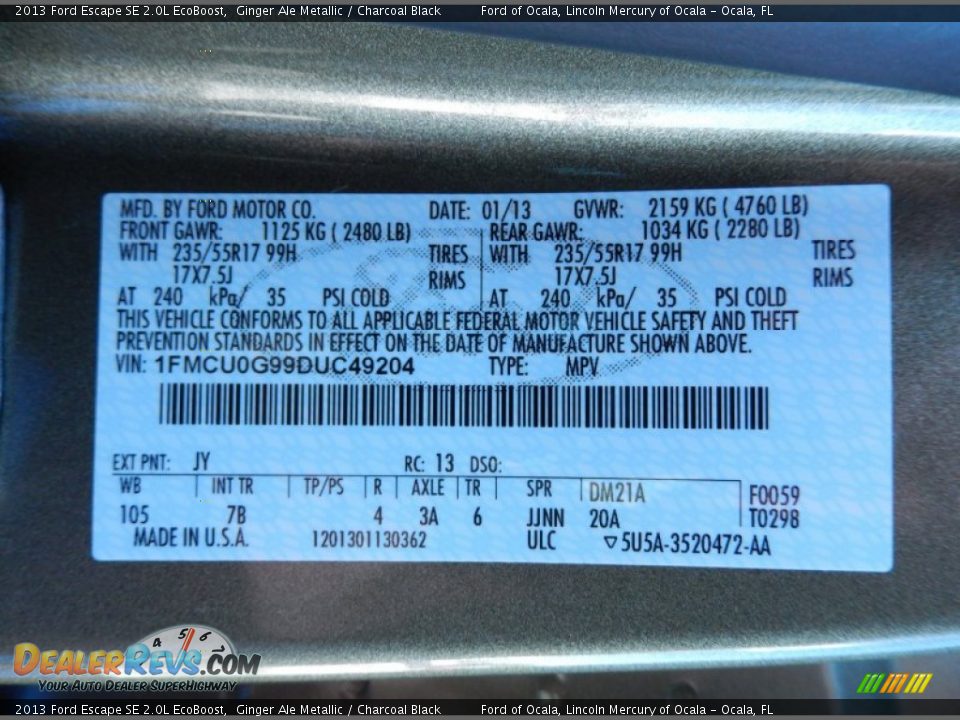 2013 Ford Escape SE 2.0L EcoBoost, Ginger Ale Metallic / Charcoal Black Ford of Ocala, Lincoln Mercury of Ocala - Ocala, FL
MFD. BY FORD MOTOR CO. DATE: 01/13 GVWR: 2159 KG ( 4760 LB)
FRONT GAWR: 1125 KG ( 2480 LB) REAR GAWR: 1034 KG ( 2280 LB)
WITH 235/55R17 99H TIRES WITH 235/55R17 99H TIRES
17X7.5J RIMS 17X7.5J RIMS
AT 240 kPa/ 35 PSI COLD AT 240 kPa/ 35 PSI COLD
THIS VEHICLE CONFORMS TO ALL APPLICABLE FEDERAL MOTOR VEHICLE SAFETY AND THEFT
PREVENTION STANDARDS IN EFFECT ON THE DATE OF MANUFACTURE SHOWN ABOVE.
VIN: 1FMCU0G99DUC49204 TYPE: MPV
EXT PNT: JY RC: 13 DSO:
WB INT TR TP/PS R AXLE TR SPR DM21A F0059
105 7B 4 3A 6 JJNN 20A T0298
MADE IN U.S.A. 1201301130362 ULC ▽5U5A-3520472-AA
4 5 6
DealerRevs.com
Your Auto Dealer SuperHighway
2013 Ford Escape SE 2.0L EcoBoost, Ginger Ale Metallic / Charcoal Black Ford of Ocala, Lincoln Mercury of Ocala - Ocala, FL